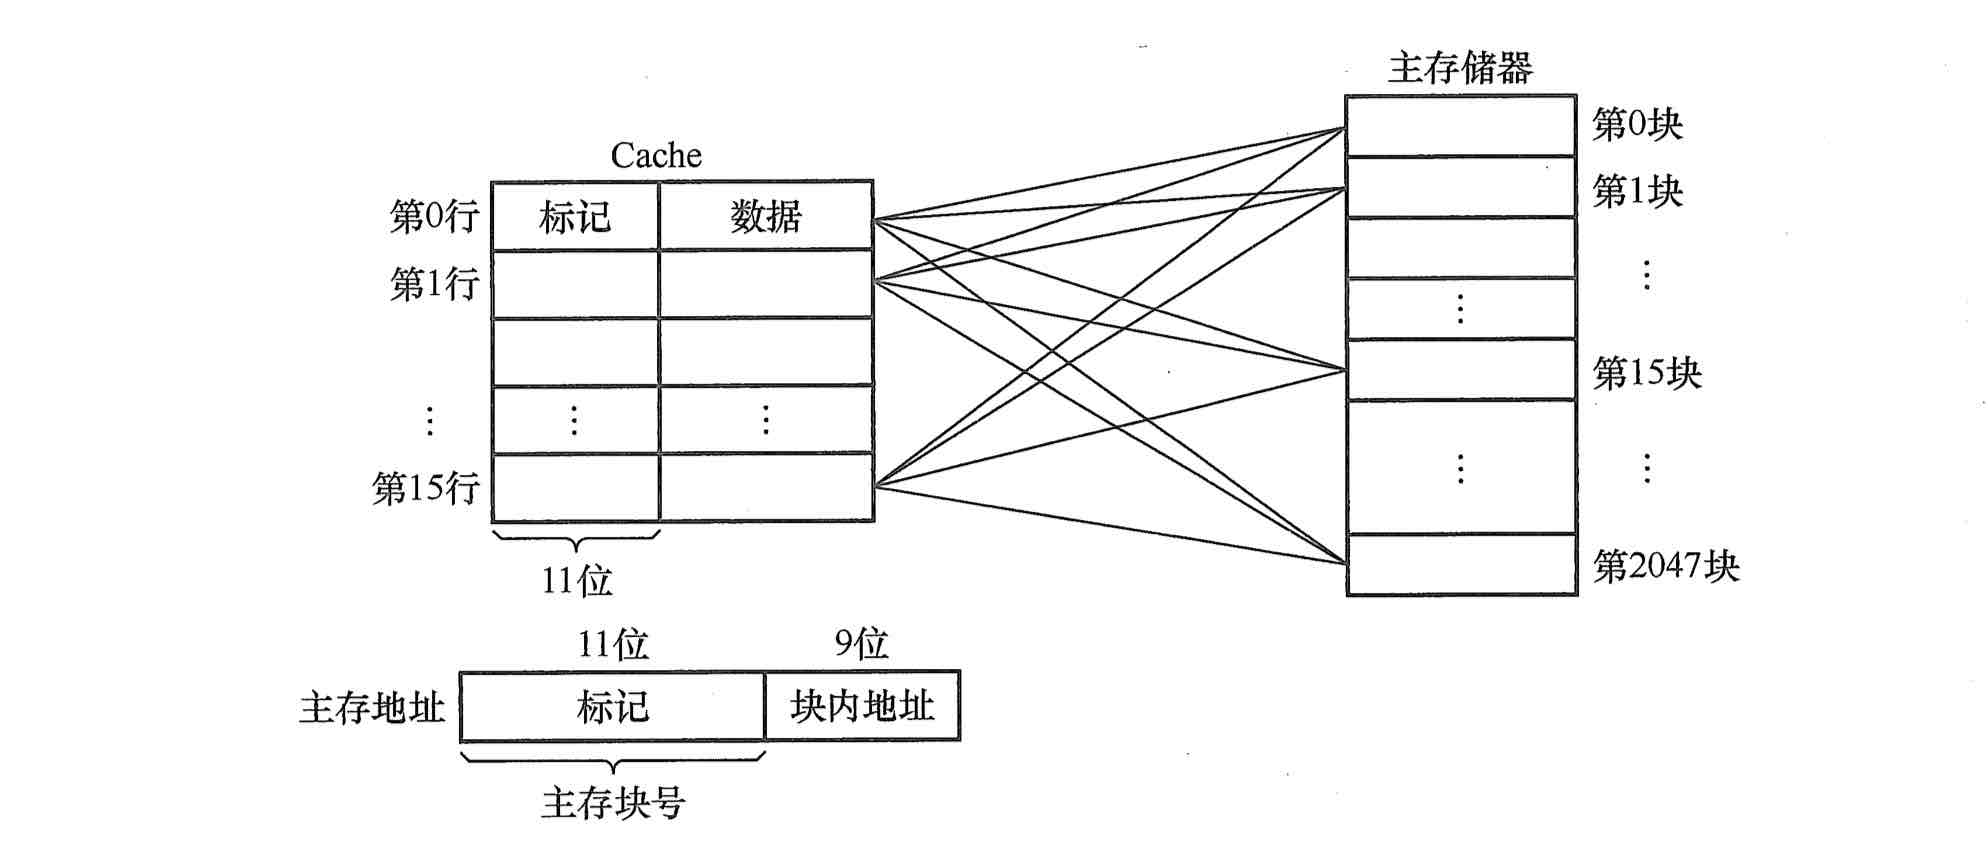 主存储器
第0块
Cache
第1块
第0行 标记 数据
第1行
⋮
⋮
第15块
⋮ ⋮ ⋮
⋮ ⋮
第15行
第2047块
11位
11位 9位
主存地址 标记 块内地址
主存块号